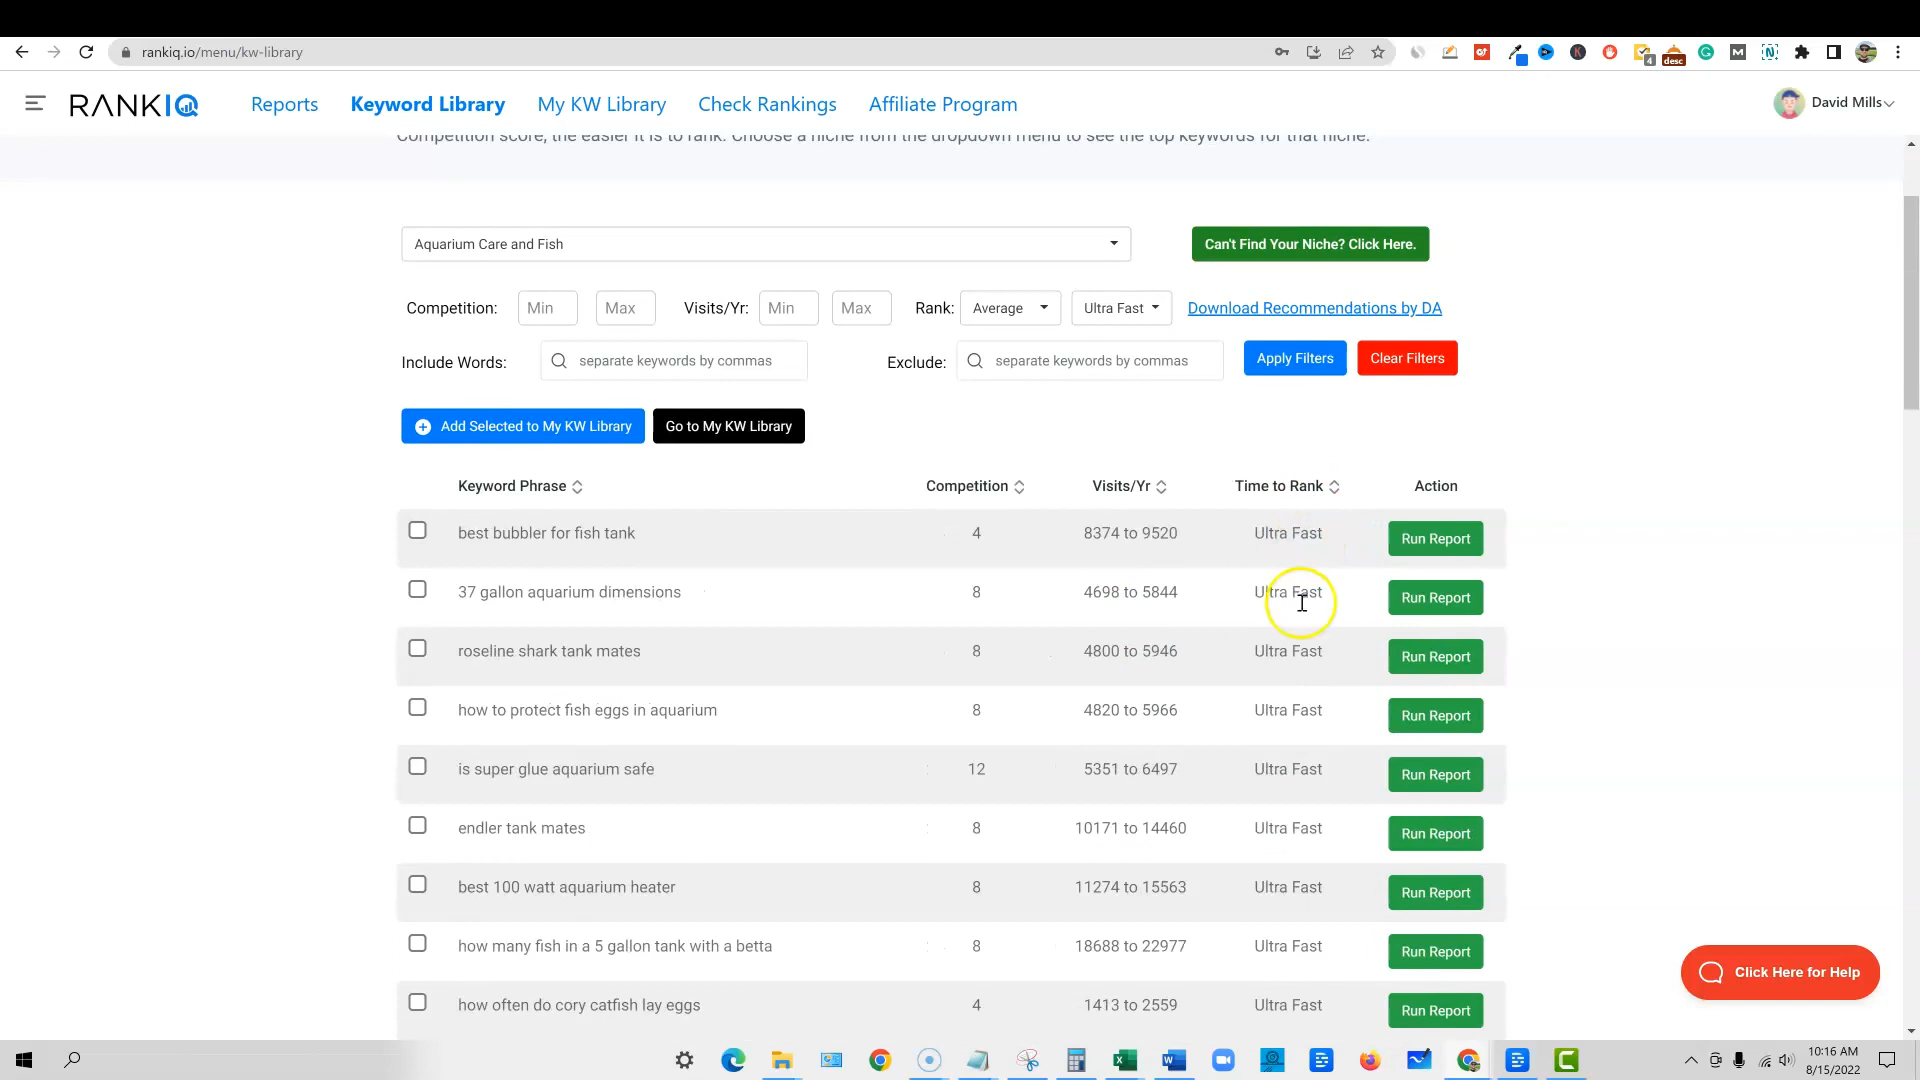 rankiq.io/menu/kw-library
4
desc
RANKIQ
Reports
Keyword Library
My KW Library
Check Rankings
Affiliate Program
David Mills
Competition score, the easier it is to rank. Choose a niche from the dropdown menu to see the top keywords for that niche.
Aquarium Care and Fish
Can't Find Your Niche? Click Here.
Competition: Min Max Visits/Yr: Min Max Rank: Average Ultra Fast Download Recommendations by DA
Include Words: separate keywords by commas Exclude: separate keywords by commas Apply Filters Clear Filters
Add Selected to My KW Library Go to My KW Library
Keyword Phrase Competition Visits/Yr Time to Rank Action
best bubbler for fish tank 4 8374 to 9520 Ultra Fast Run Report
37 gallon aquarium dimensions 8 4698 to 5844 Ultra Fast Run Report
roseline shark tank mates 8 4800 to 5946 Ultra Fast Run Report
how to protect fish eggs in aquarium 8 4820 to 5966 Ultra Fast Run Report
is super glue aquarium safe 12 5351 to 6497 Ultra Fast Run Report
endler tank mates 8 10171 to 14460 Ultra Fast Run Report
best 100 watt aquarium heater 8 11274 to 15563 Ultra Fast Run Report
how many fish in a 5 gallon tank with a betta 8 18688 to 22977 Ultra Fast Run Report
how often do cory catfish lay eggs 4 1413 to 2559 Ultra Fast Run Report
Click Here for Help
10:16 AM
8/15/2022